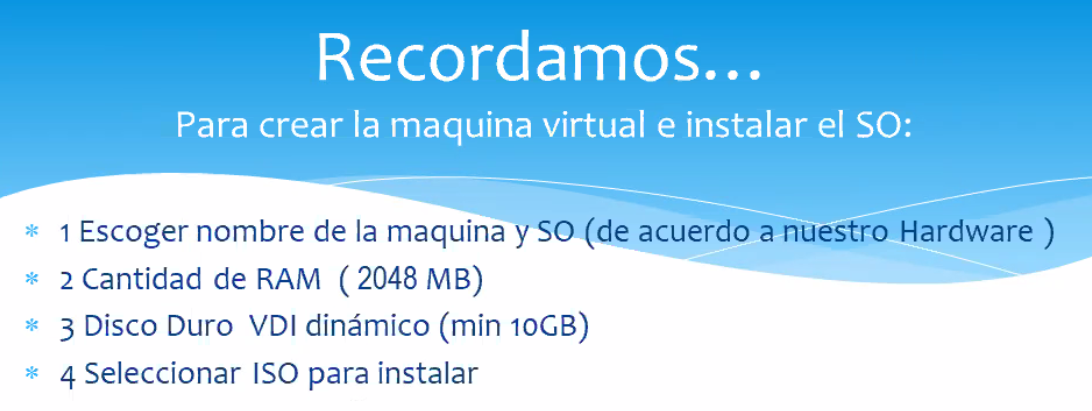 Recordamos...
Para crear la maquina virtual e instalar el SO:
* 1 Escoger nombre de la maquina y SO (de acuerdo a nuestro Hardware )
* 2 Cantidad de RAM ( 2048 MB)
* 3 Disco Duro VDI dinámico (min 10GB)
* 4 Seleccionar ISO para instalar